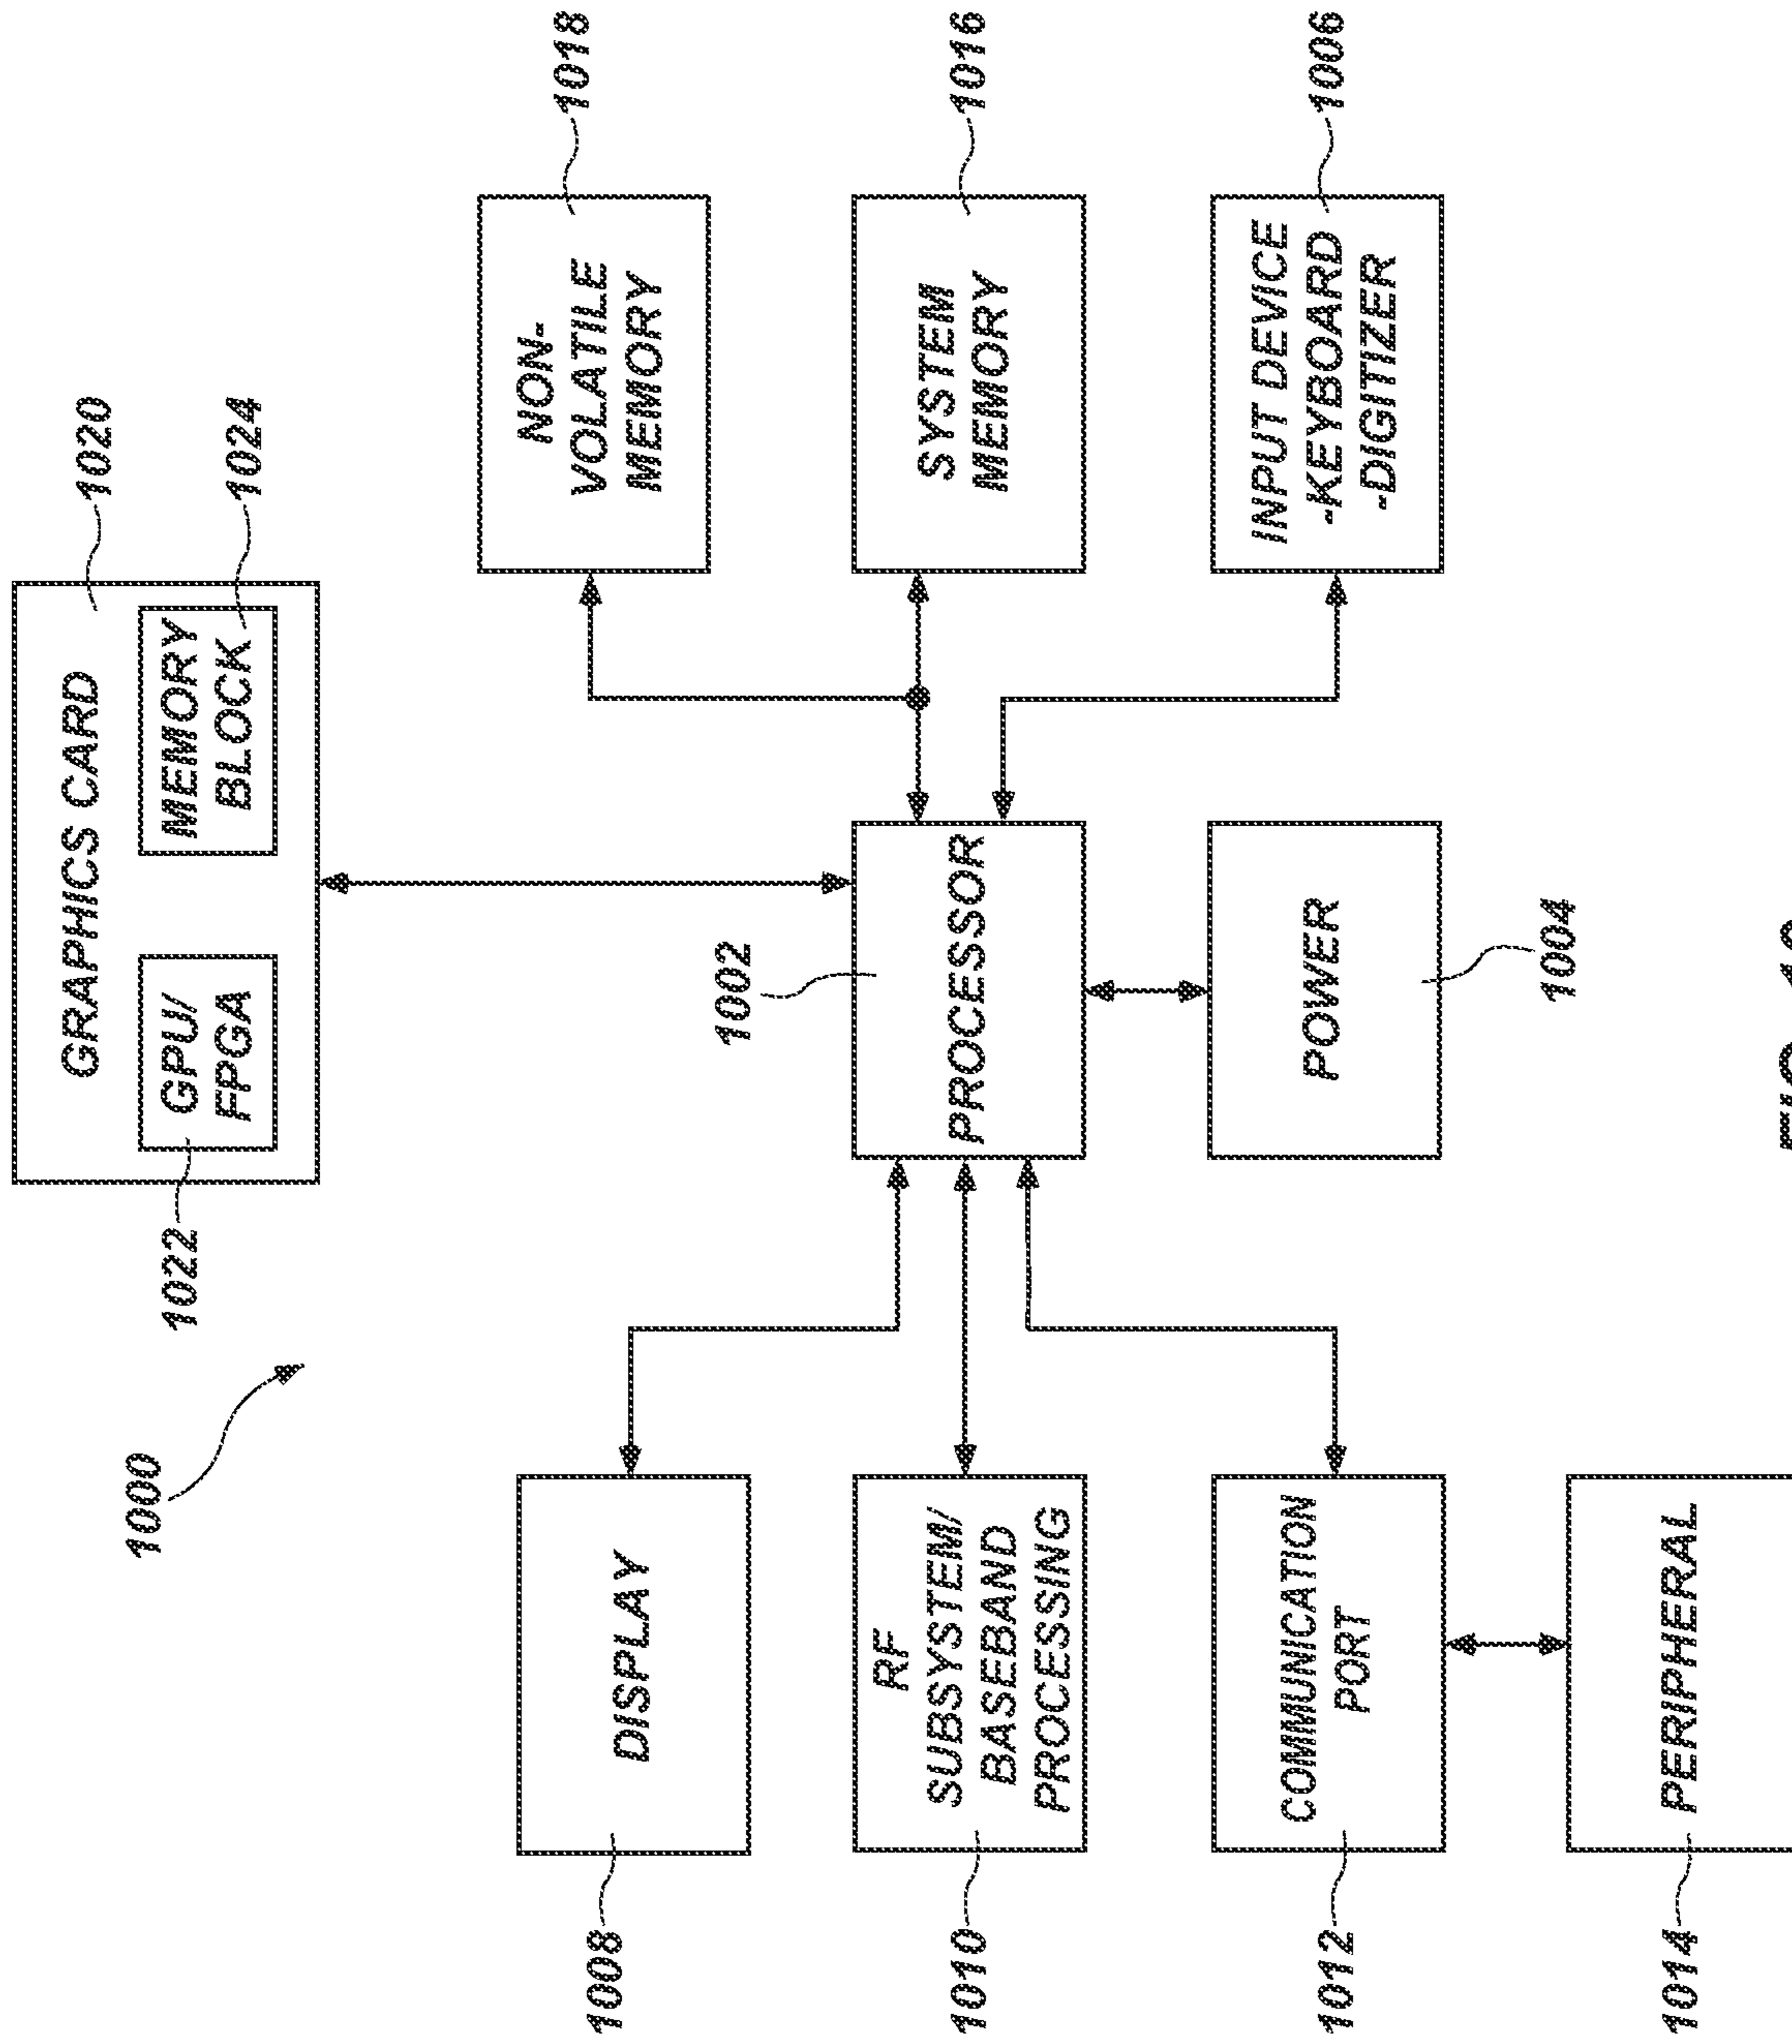 GRAPHICS CARD
1020
1000
1022
GPU/
FPGA
MEMORY
BLOCK
1024
1008
DISPLAY
NON-
VOLATILE
MEMORY
1018
1002
1010
RF
SUBSYSTEM/
BASEBAND
PROCESSING
PROCESSOR
SYSTEM
MEMORY
1016
1012
COMMUNICATION
PORT
POWER
1004
INPUT DEVICE
-KEYBOARD
-DIGITIZER
1006
1014
PERIPHERAL